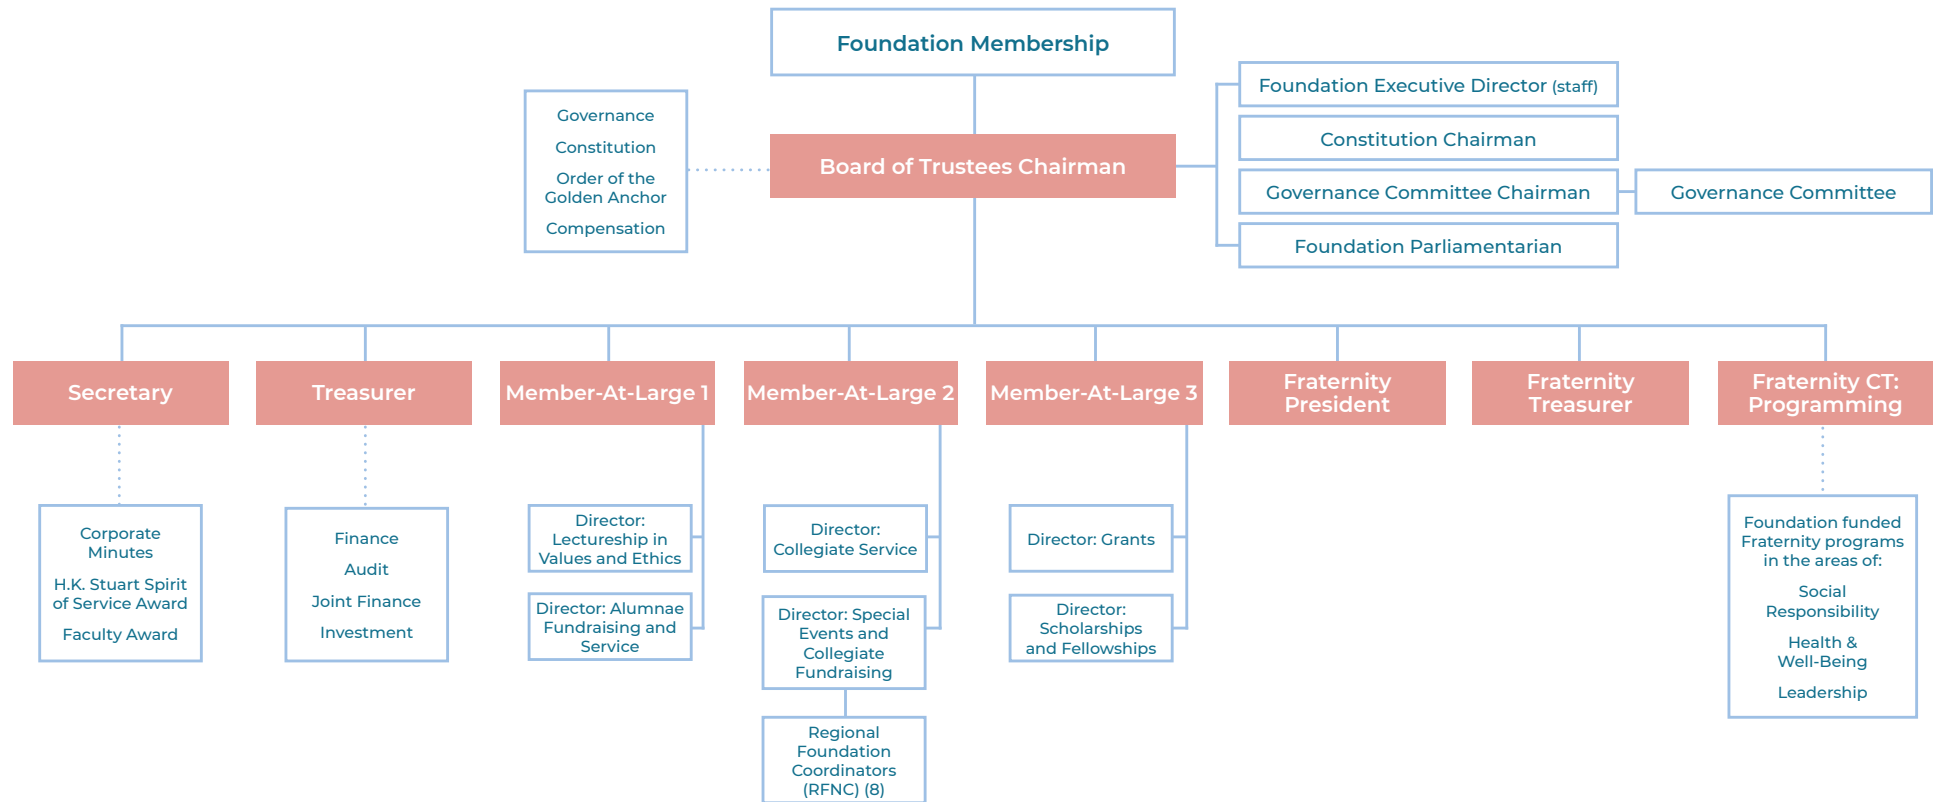 Foundation Membership
Foundation Executive Director (staff)
Governance
Constitution
Order of the
Golden Anchor
Compensation
Board of Trustees Chairman
Constitution Chairman
Governance Committee Chairman
Governance Committee
Foundation Parliamentarian
Secretary
Treasurer
Member-At-Large 1
Member-At-Large 2
Member-At-Large 3
Fraternity
President
Fraternity
Treasurer
Fraternity CT:
Programming
Corporate
Minutes
H.K. Stuart Spirit
of Service Award
Faculty Award
Finance
Audit
Joint Finance
Investment
Director:
Lectureship in
Values and Ethics
Director: Alumnae
Fundraising and
Service
Director:
Collegiate Service
Director: Special
Events and
Collegiate
Fundraising
Regional
Foundation
Coordinators
(RFNC) (8)
Director: Grants
Director:
Scholarships
and Fellowships
Foundation funded
Fraternity programs
in the areas of:
Social
Responsibility
Health &
Well-Being
Leadership